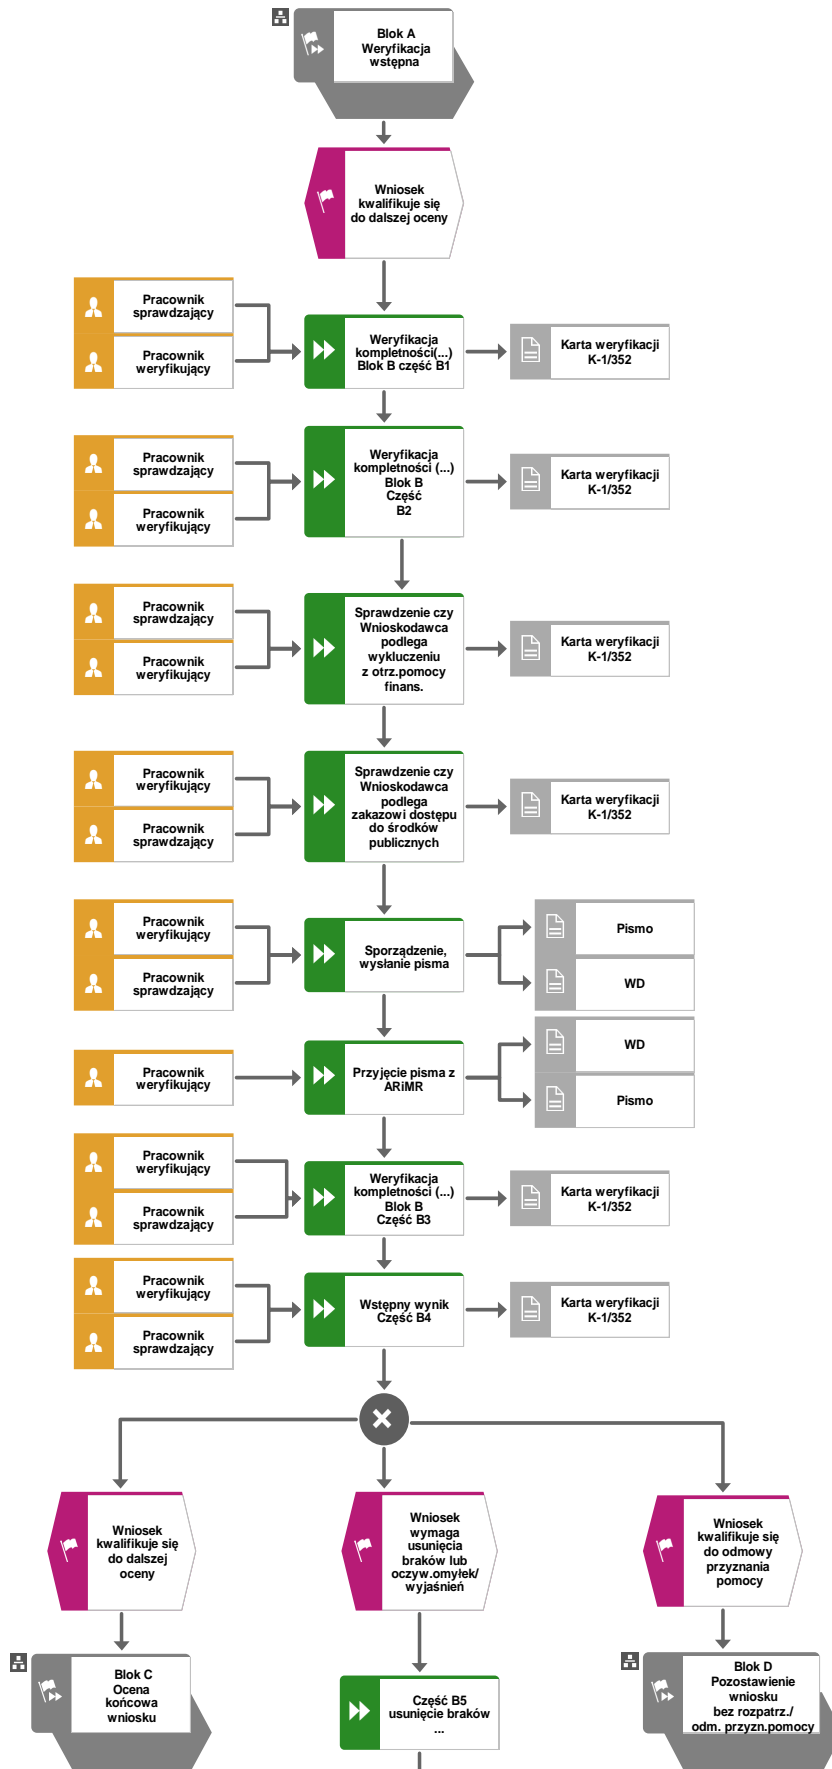 Blok A
Weryfikacja
wstępna
Wniosek
kwalifikuje się
do dalszej oceny
Pracownik
sprawdzający
Pracownik
weryfikujący
Weryfikacja
kompletności(...)
Blok B część B1
Karta weryfikacji
K-1/352
Pracownik
sprawdzający
Pracownik
weryfikujący
Weryfikacja
kompletności (...)
Blok B
Część
B2
Karta weryfikacji
K-1/352
Pracownik
sprawdzający
Pracownik
weryfikujący
Sprawdzenie czy
Wnioskodawca
podlega
wykluczeniu
z otrz.pomocy
finans.
Karta weryfikacji
K-1/352
Pracownik
weryfikujący
Pracownik
sprawdzający
Sprawdzenie czy
Wnioskodawca
podlega
zakazowi dostępu
do środków
publicznych
Karta weryfikacji
K-1/352
Pracownik
weryfikujący
Pracownik
sprawdzający
Sporządzenie,
wysłanie pisma
Pismo
WD
Pracownik
weryfikujący
Przyjęcie pisma z
ARiMR
WD
Pismo
Pracownik
weryfikujący
Pracownik
sprawdzający
Weryfikacja
kompletności (...)
Blok B
Część B3
Karta weryfikacji
K-1/352
Pracownik
weryfikujący
Pracownik
sprawdzający
Wstępny wynik
Część B4
Karta weryfikacji
K-1/352
Wniosek
kwalifikuje się
do dalszej
oceny
Wniosek
wymaga
usunięcia
braków lub
oczyw.omyłek/
wyjaśnień
Wniosek
kwalifikuje się
do odmowy
przyznania
pomocy
Blok C
Ocena
końcowa
wniosku
Część B5
usunięcie braków
...
Blok D
Pozostawienie
wniosku
bez rozpatrz./
odm. przyzn.pomocy